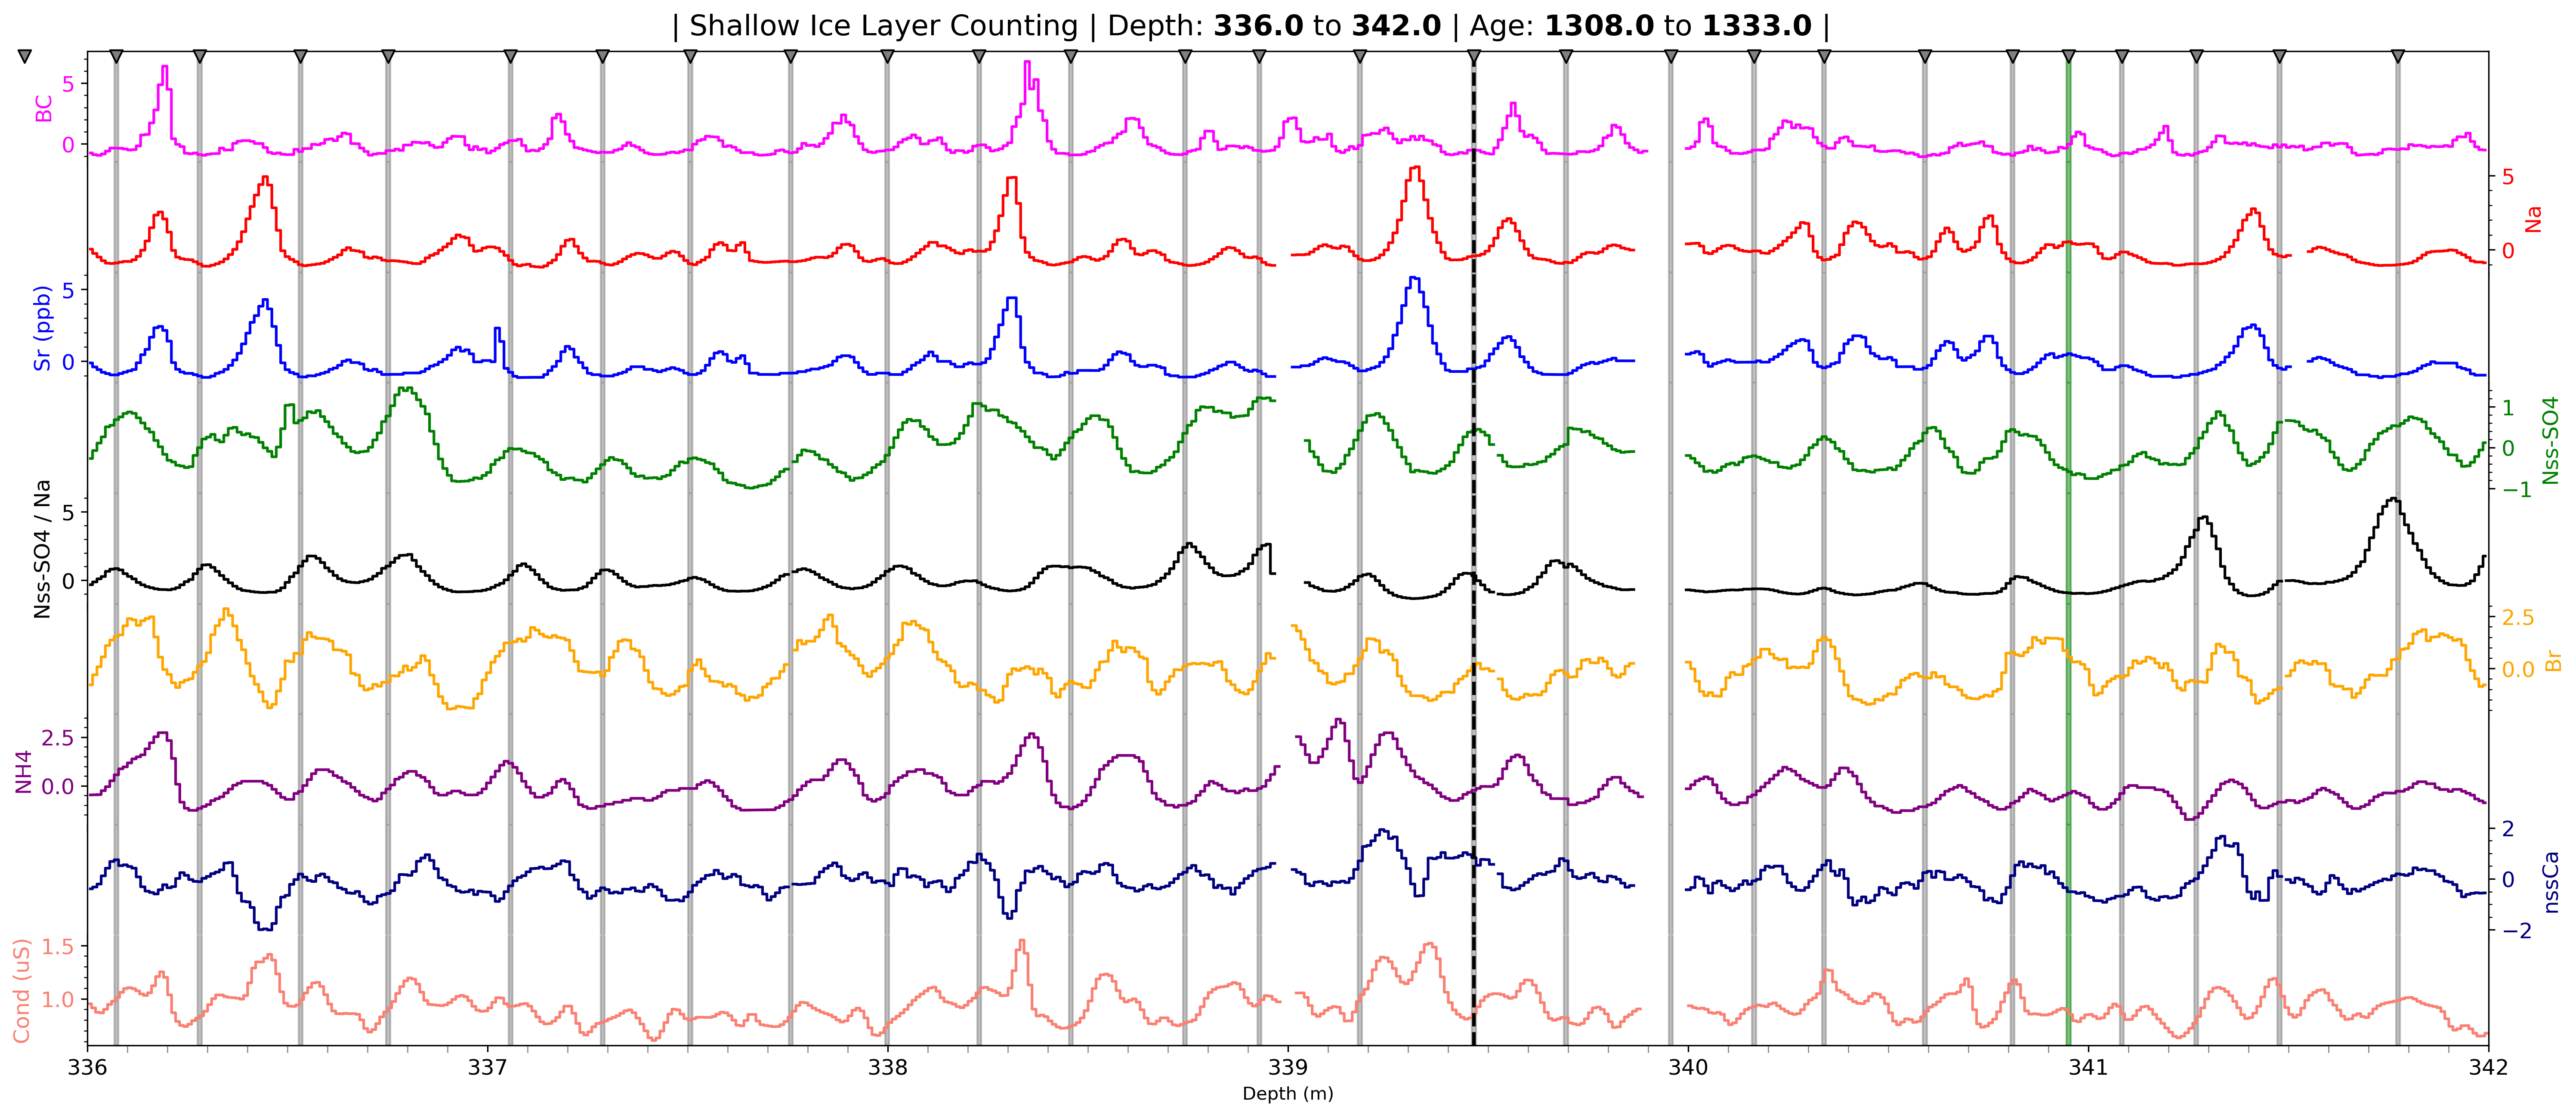 | Shallow Ice Layer Counting | Depth: 336.0 to 342.0 | Age: 1308.0 to 1333.0 |
BC
5
0
5
0
Na
Sr (ppb)
5
0
1
0
−1
Nss-SO4
Nss-SO4 / Na
5
0
2.5
0.0
Br
NH4
2.5
0.0
2
0
−2
nssCa
Cond (uS)
1.5
1.0
336 337 338 339 340 341 342
Depth (m)